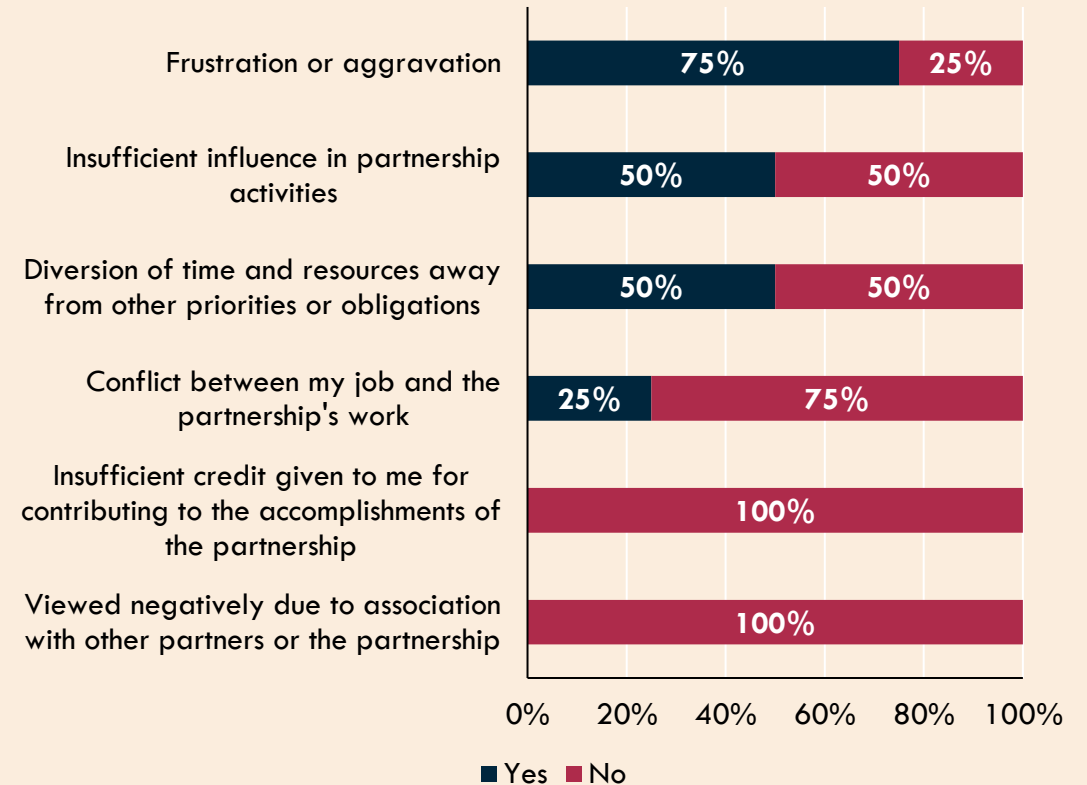 Frustration or aggravation
75% 25%
Insufficient influence in partnership
activities
50% 50%
Diversion of time and resources away
from other priorities or obligations
50% 50%
Conflict between my job and the
partnership's work
25% 75%
Insufficient credit given to me for
contributing to the accomplishments of
the partnership
100%
Viewed negatively due to association
with other partners or the partnership
100%
0% 20% 40% 60% 80% 100%
Yes No